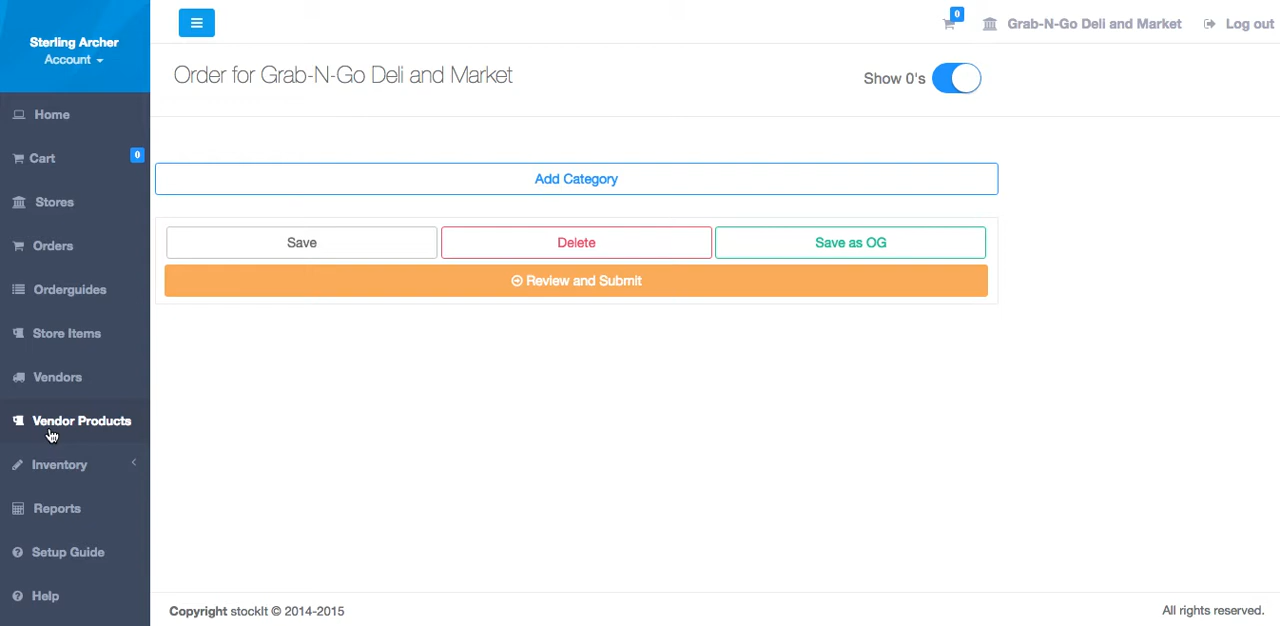 Sterling Archer
Account
Home
Cart
0
Stores
Orders
Orderguides
Store Items
Vendors
Vendor Products
Inventory
Reports
Setup Guide
Help
0
Grab-N-Go Deli and Market
Log out
Order for Grab-N-Go Deli and Market
Show 0's
Add Category
Save
Delete
Save as OG
Review and Submit
Copyright stockIt © 2014-2015
All rights reserved.